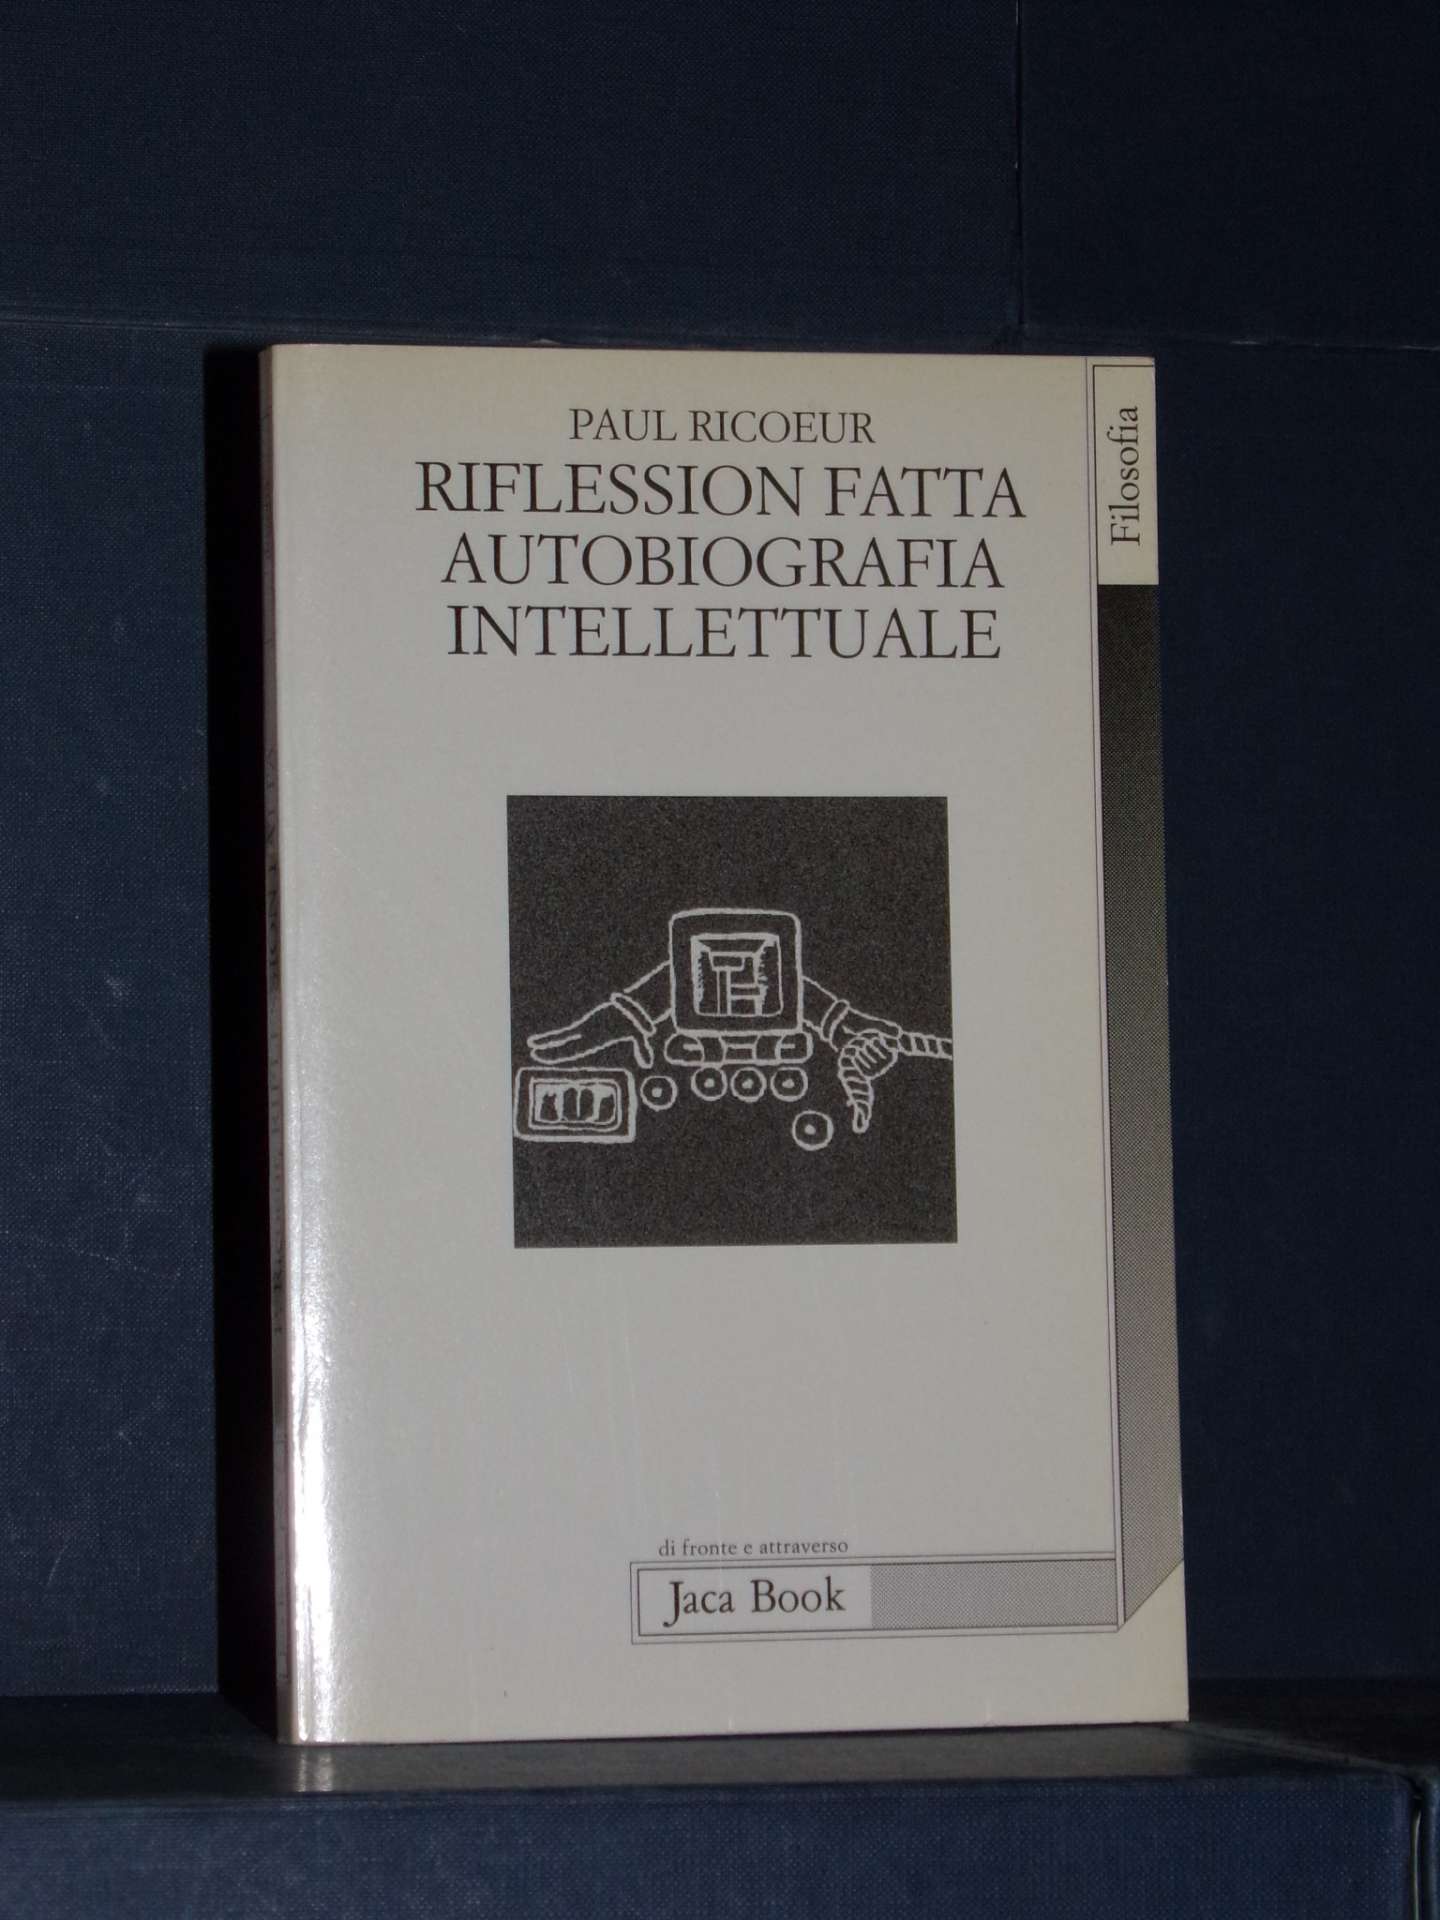 PAUL RICOEUR
RIFLESSION FATTA
AUTOBIOGRAFIA
INTELLETTUALE
Filosofia
di fronte e attraverso
Jaca Book